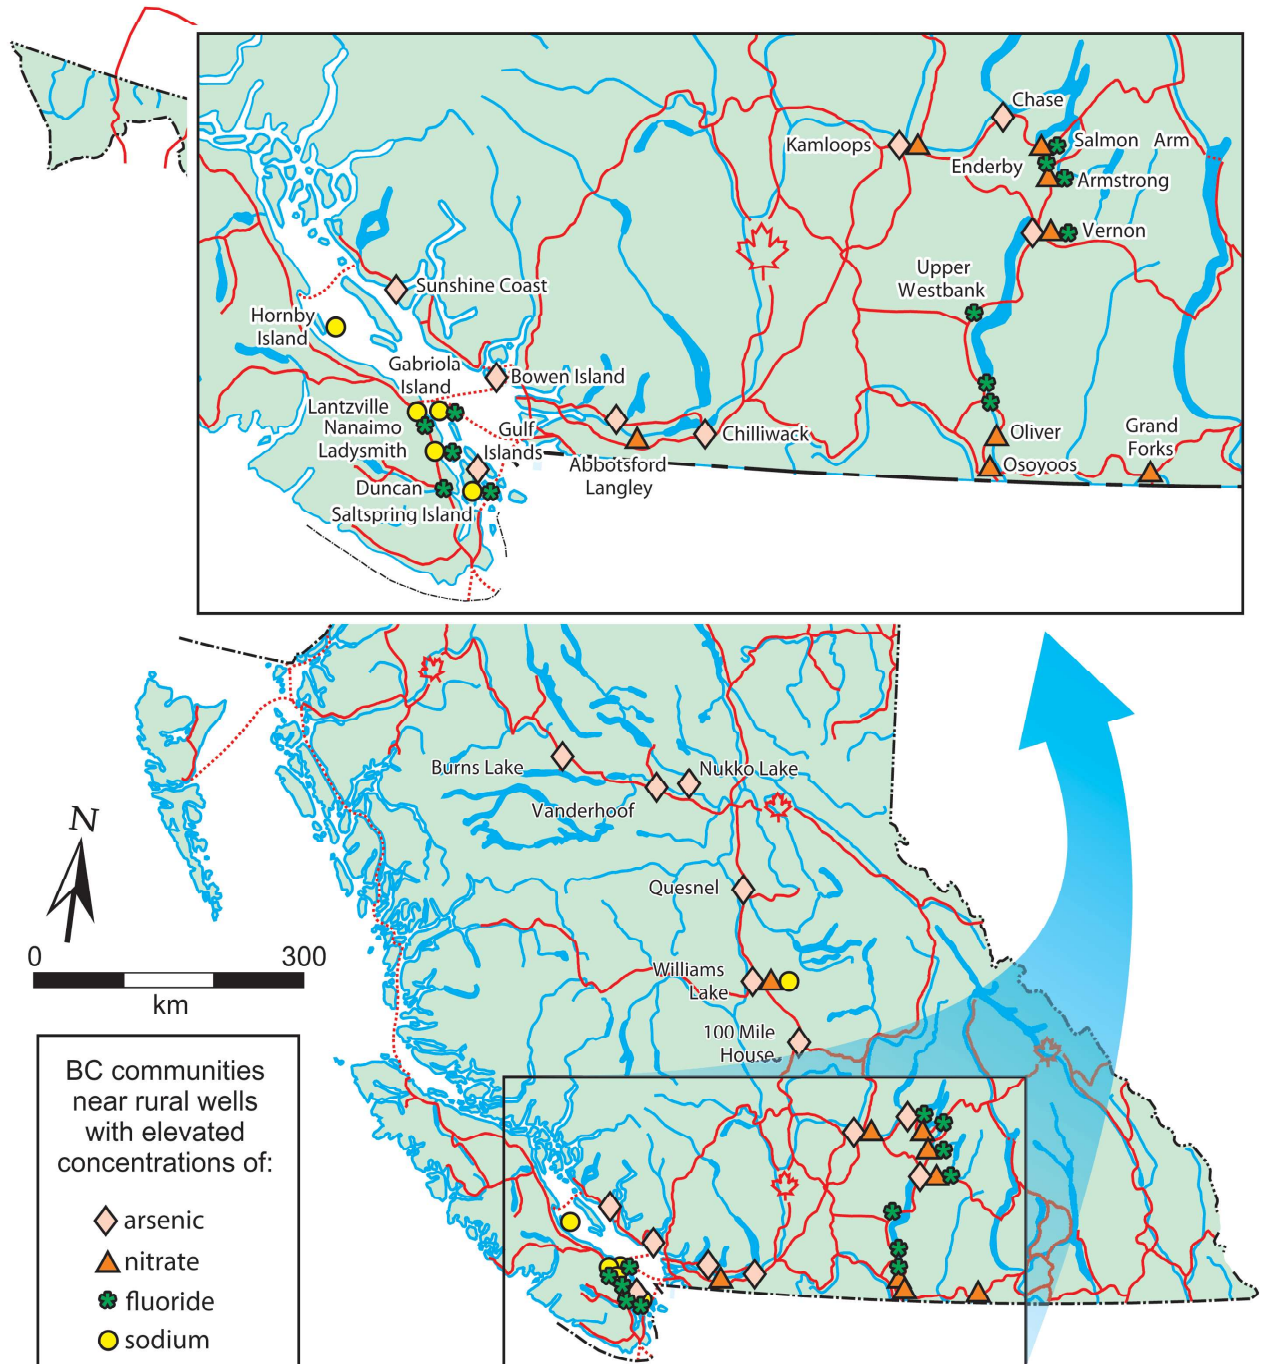 Chase
Kamloops
Salmon Arm
Enderby
Armstrong
Vernon
Upper
Westbank
Sunshine Coast
Hornby
Island
Gabriola
Island
Bowen Island
Lantzville
Nanaimo
Ladysmith
Gulf
Islands
Chilliwack
Oliver
Grand
Forks
Abbotsford
Langley
Osoyoos
Duncan
Saltspring Island
Burns Lake
Nukko Lake
Vanderhoof
N
Quesnel
0 300
km
Williams
Lake
100 Mile
House
BC communities
near rural wells
with elevated
concentrations of:
arsenic
nitrate
fluoride
sodium